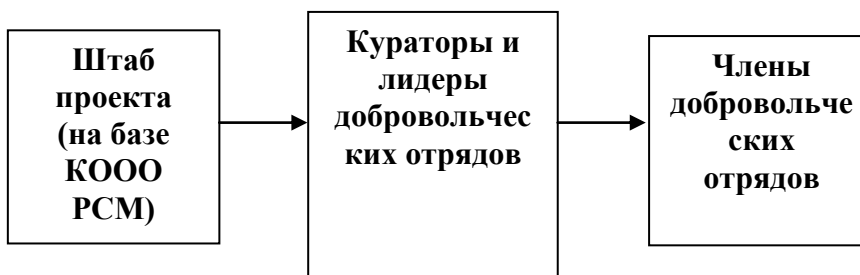 Штаб
проекта
(на базе
КООО
РСМ)
Кураторы и
лидеры
добровольчес
ких отрядов
Члены
добровольче
ских
отрядов